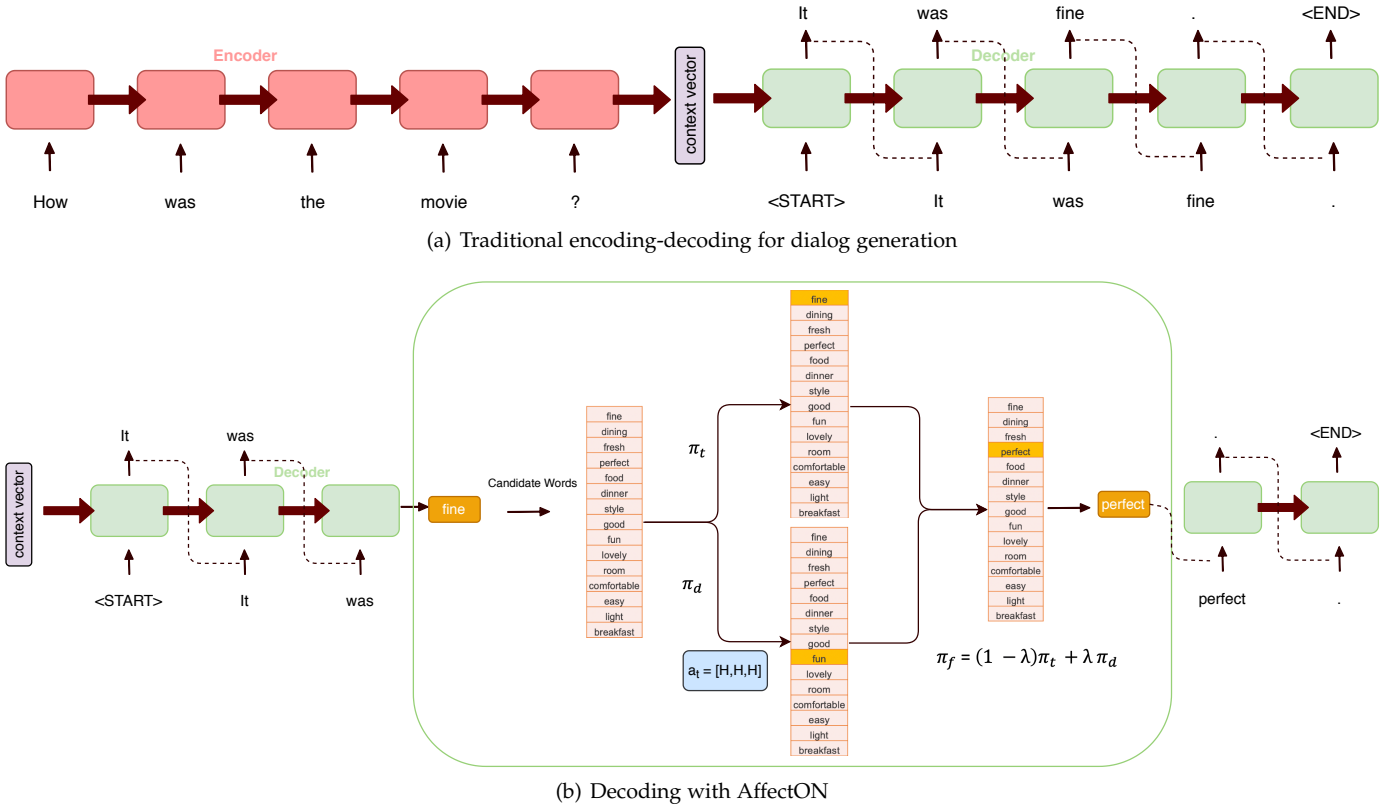 It was fine . <END>
Encoder
Decoder
context vector
How was the movie ?
<START> It was fine .
(a) Traditional encoding-decoding for dialog generation
It was
Decoder
context vector
<START> It was
fine
Candidate Words
fine
dining
fresh
perfect
food
dinner
style
good
fun
lovely
room
comfortable
easy
light
breakfast
π_t
π_d
a_t = [H,H,H]
fine
dining
fresh
perfect
food
dinner
style
good
fun
lovely
room
comfortable
easy
light
breakfast
fine
dining
fresh
perfect
food
dinner
style
good
fun
lovely
room
comfortable
easy
light
breakfast
fine
dining
fresh
perfect
food
dinner
style
good
fun
lovely
room
comfortable
easy
light
breakfast
π_f = (1 − λ)π_t + λ π_d
perfect
. <END>
perfect .
(b) Decoding with AffectON